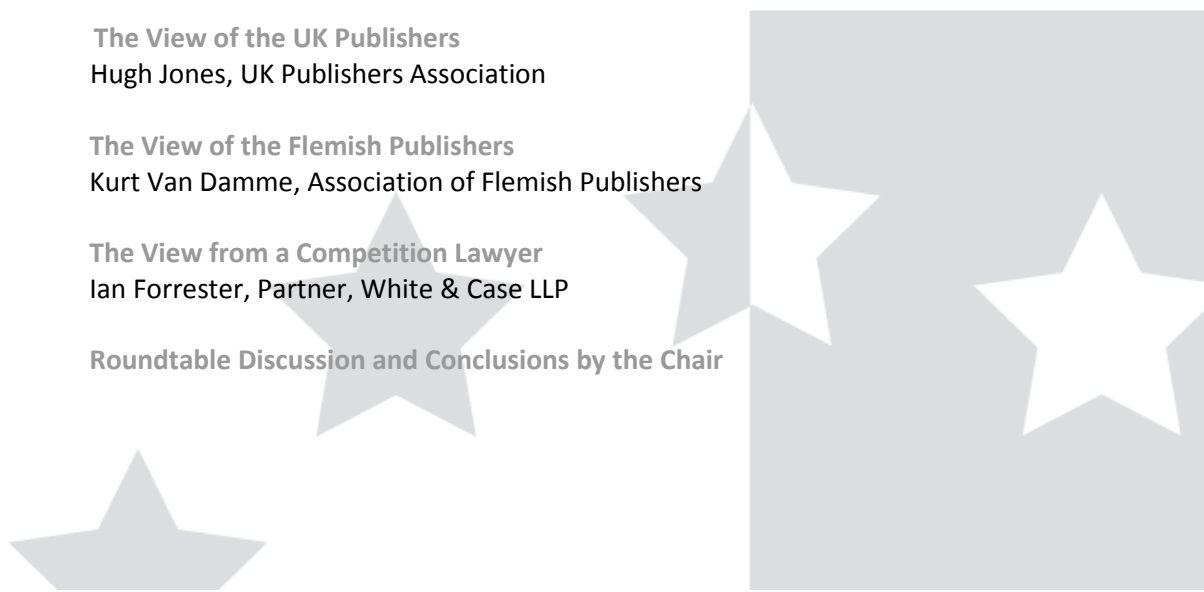 The View of the UK Publishers
Hugh Jones, UK Publishers Association
The View of the Flemish Publishers
Kurt Van Damme, Association of Flemish Publishers
The View from a Competition Lawyer
Ian Forrester, Partner, White & Case LLP
Roundtable Discussion and Conclusions by the Chair